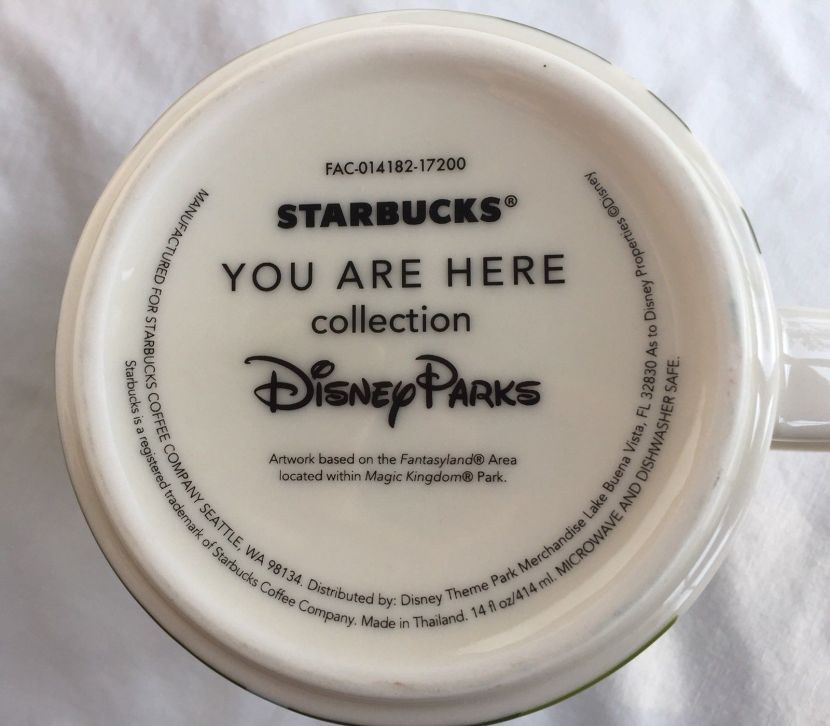 FAC-014182-17200
STARBUCKS®
YOU ARE HERE
collection
Disney Parks
Artwork based on the Fantasyland® Area
located within Magic Kingdom® Park.
MANUFACTURED FOR STARBUCKS COFFEE COMPANY SEATTLE, WA 98134. Distributed by: Disney Theme Park Merchandise Lake Buena Vista, FL 32830 As to Disney Properties ©Disney
Starbucks is a registered trademark of Starbucks Coffee Company. Made in Thailand. 14 fl oz/414 ml. MICROWAVE AND DISHWASHER SAFE.